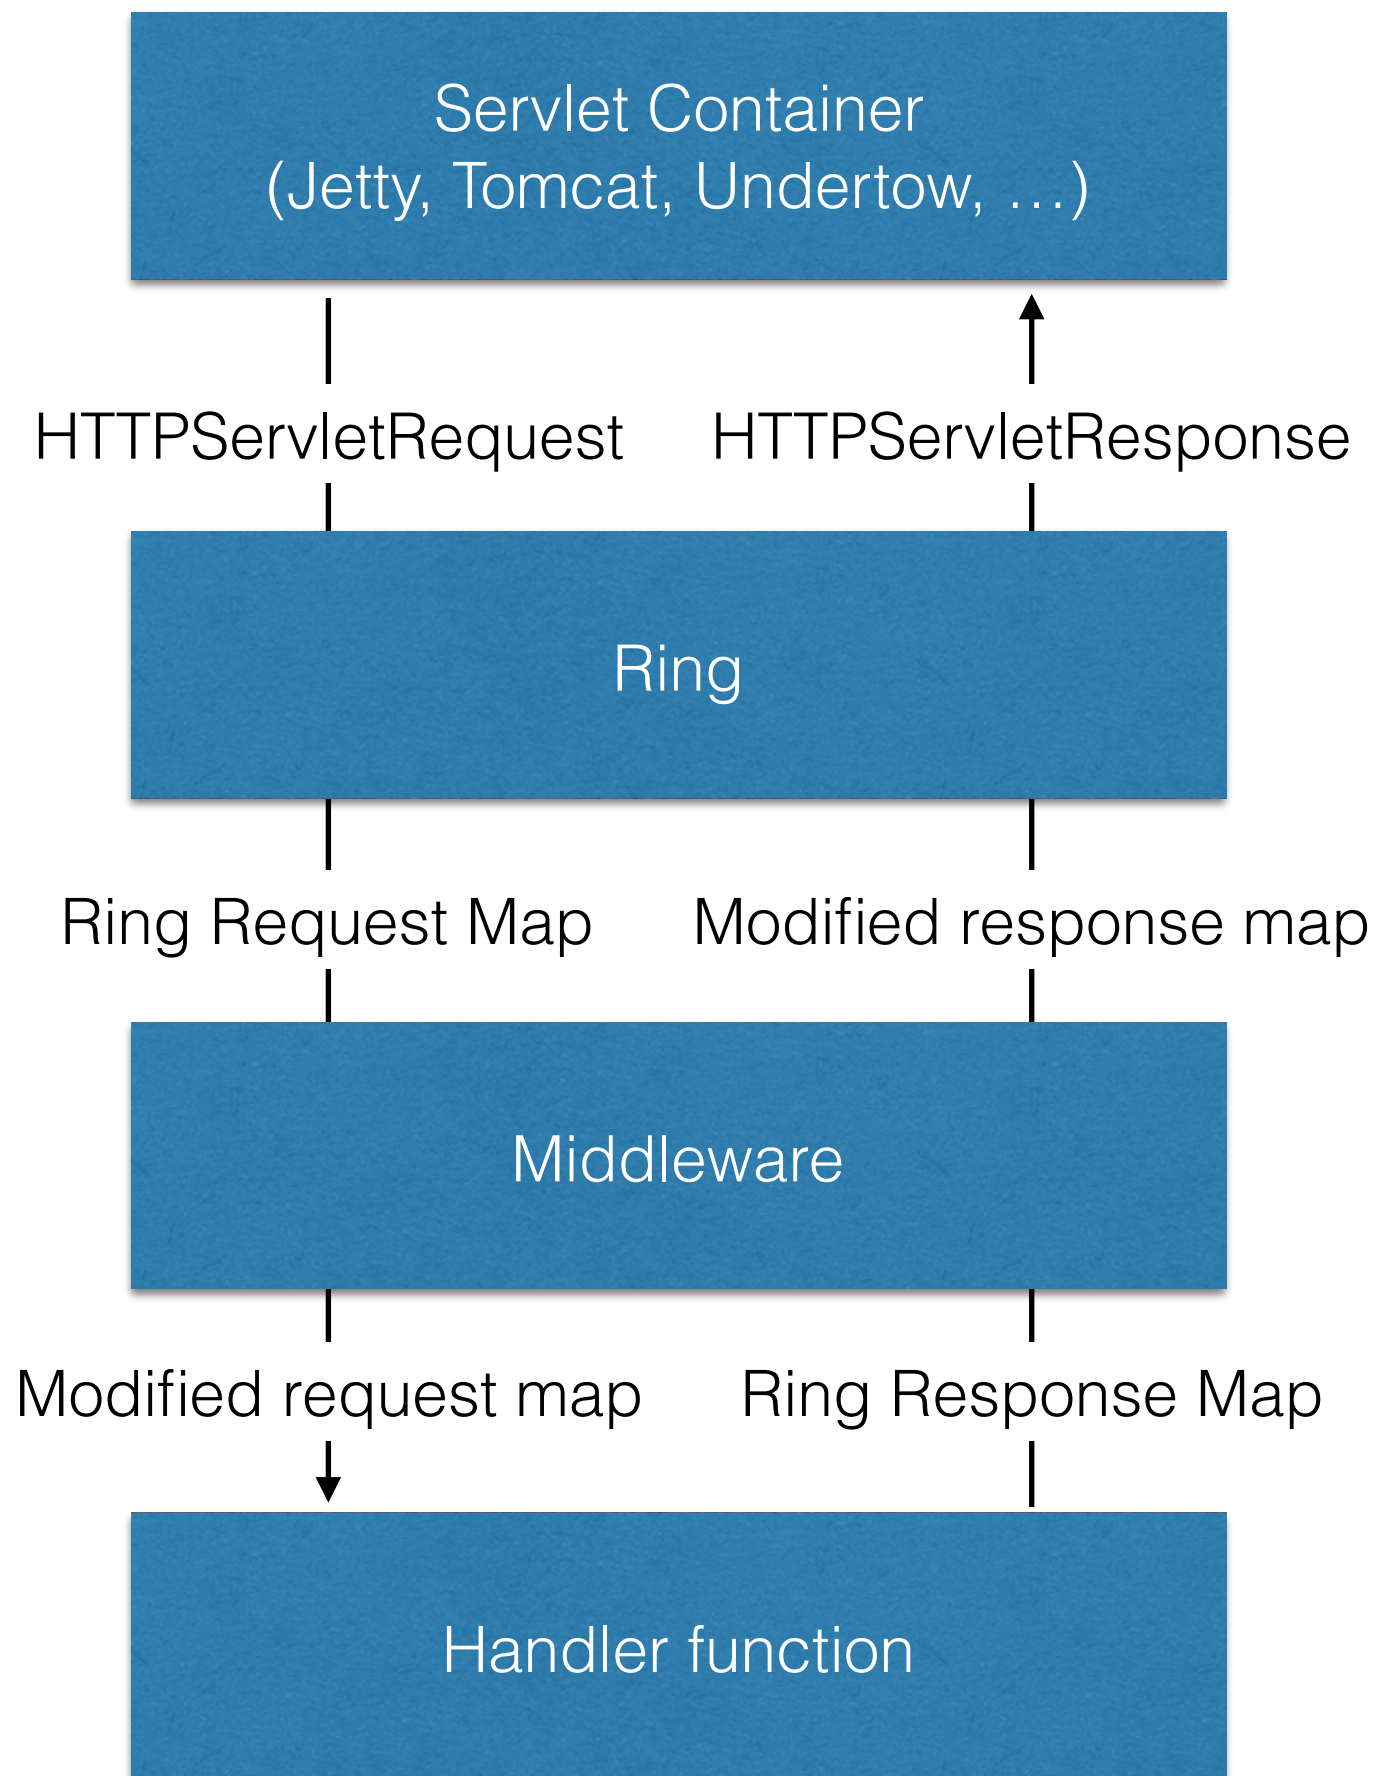 Servlet Container
(Jetty, Tomcat, Undertow, …)
HTTPServletRequest
HTTPServletResponse
Ring
Ring Request Map
Modified response map
Middleware
Modified request map
Ring Response Map
Handler function